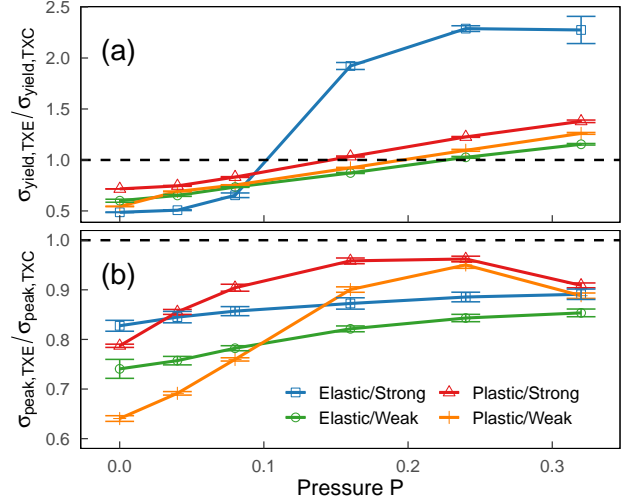 2.5
2.0
1.5
1.0
0.5
σyield, TXE / σyield,TXC
(a)
1.0
0.9
0.8
0.7
0.6
σpeak, TXE / σpeak,TXC
(b)
Elastic/Strong
Plastic/Strong
Elastic/Weak
Plastic/Weak
0.0 0.1 0.2 0.3
Pressure P